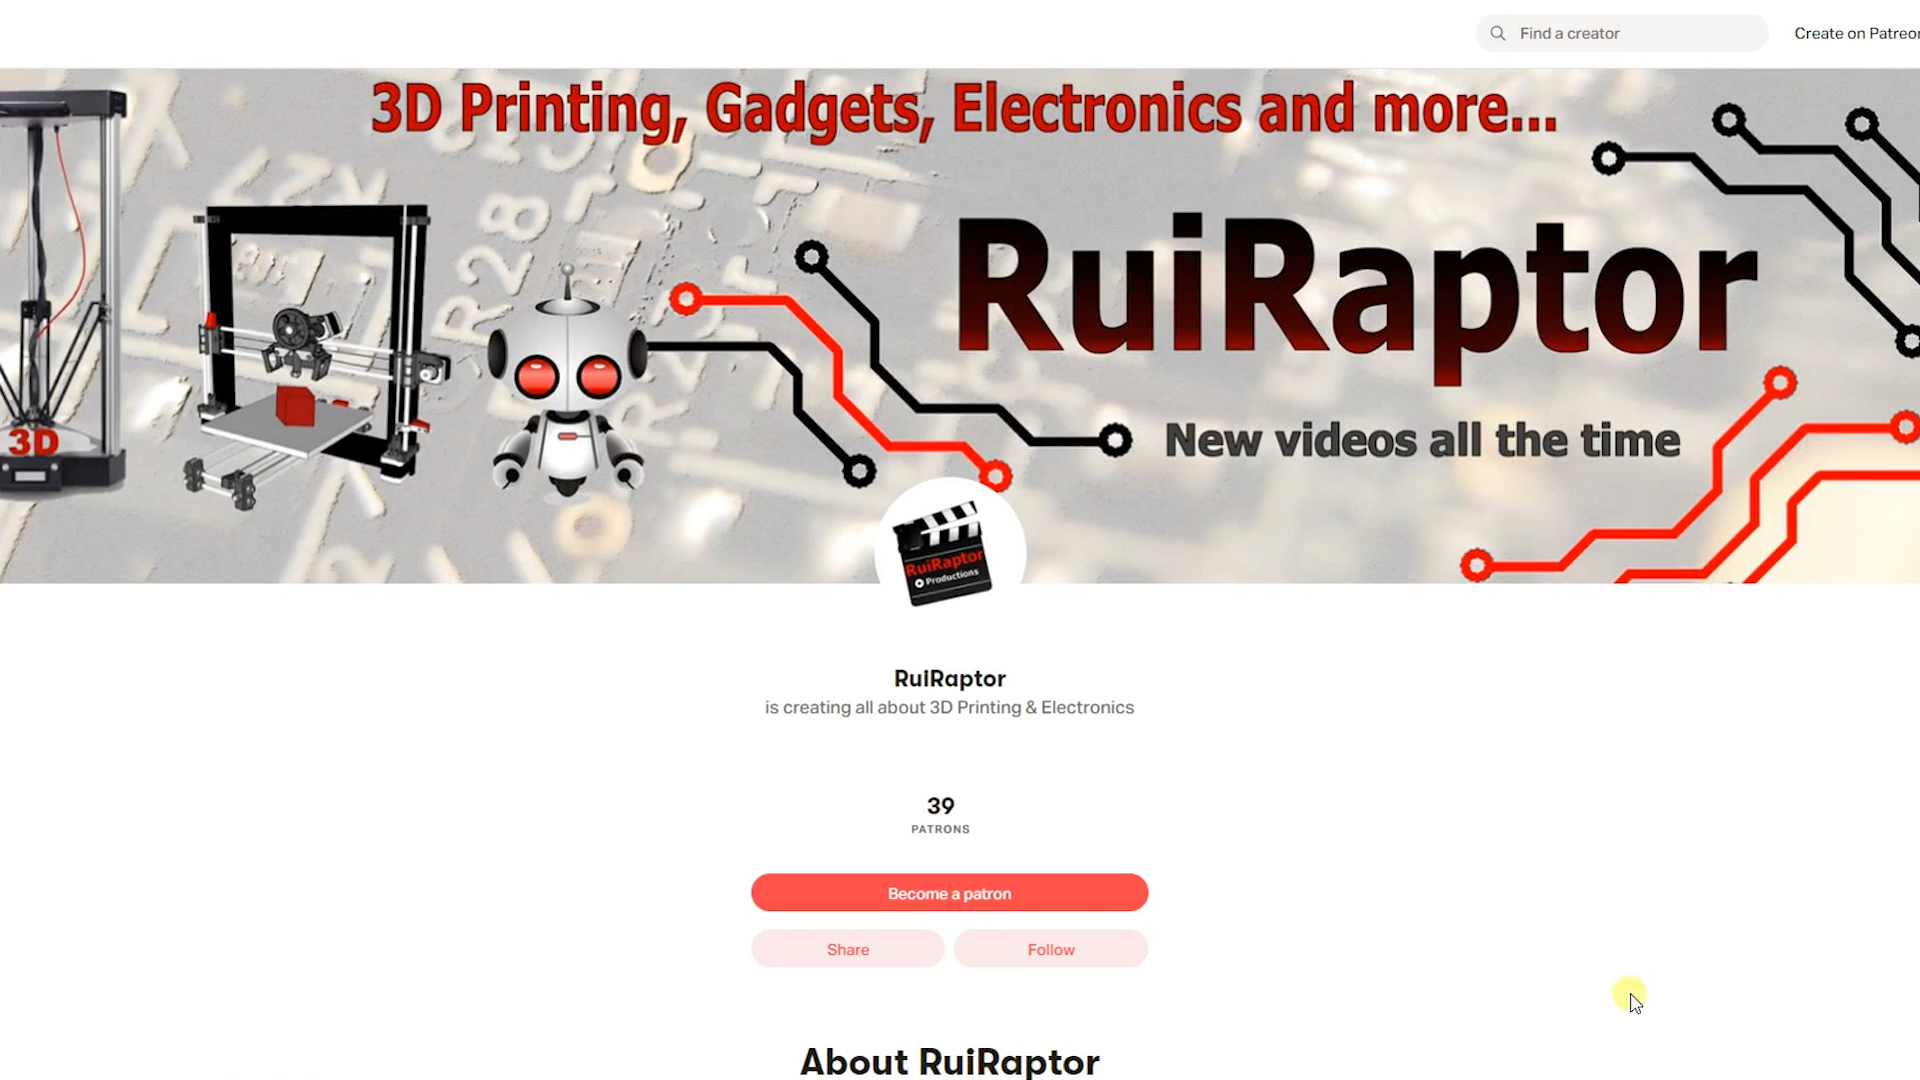 Find a creator
Create on Patreon
3D Printing, Gadgets, Electronics and more...
R28
RuiRaptor
New videos all the time
3D
RuiRaptor
Productions
RuiRaptor
is creating all about 3D Printing & Electronics
39
PATRONS
Become a patron
Share
Follow
About RuiRaptor